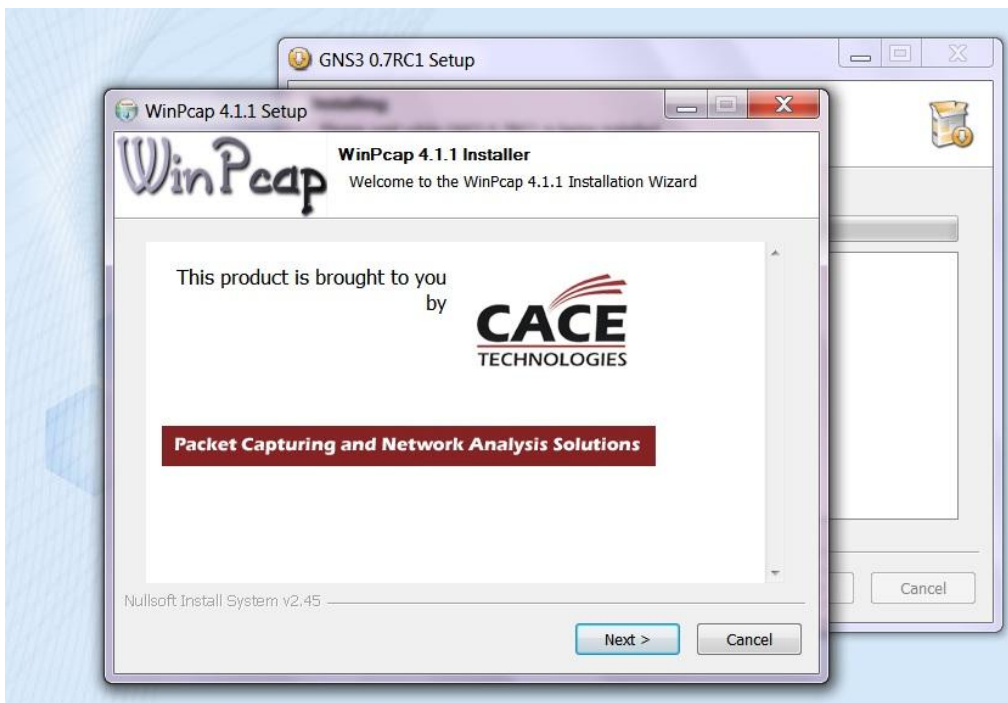 GNS3 0.7RC1 Setup
WinPcap 4.1.1 Setup
Installing
WinPcap
WinPcap 4.1.1 Installer
Welcome to the WinPcap 4.1.1 Installation Wizard
This product is brought to you
by
CACE
TECHNOLOGIES
Packet Capturing and Network Analysis Solutions
Nullsoft Install System v2.45
Next >
Cancel
Cancel